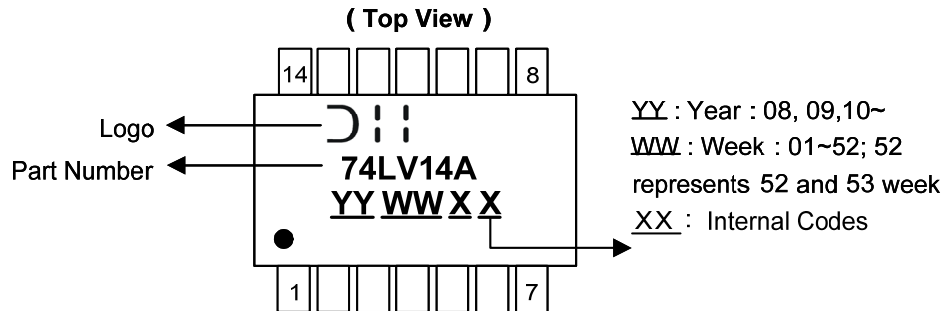 ( Top View )
14
8
Logo
Part Number
74LV14A
YY WW X X
1
7
YY : Year : 08, 09,10~
WW : Week : 01~52; 52
represents 52 and 53 week
XX : Internal Codes